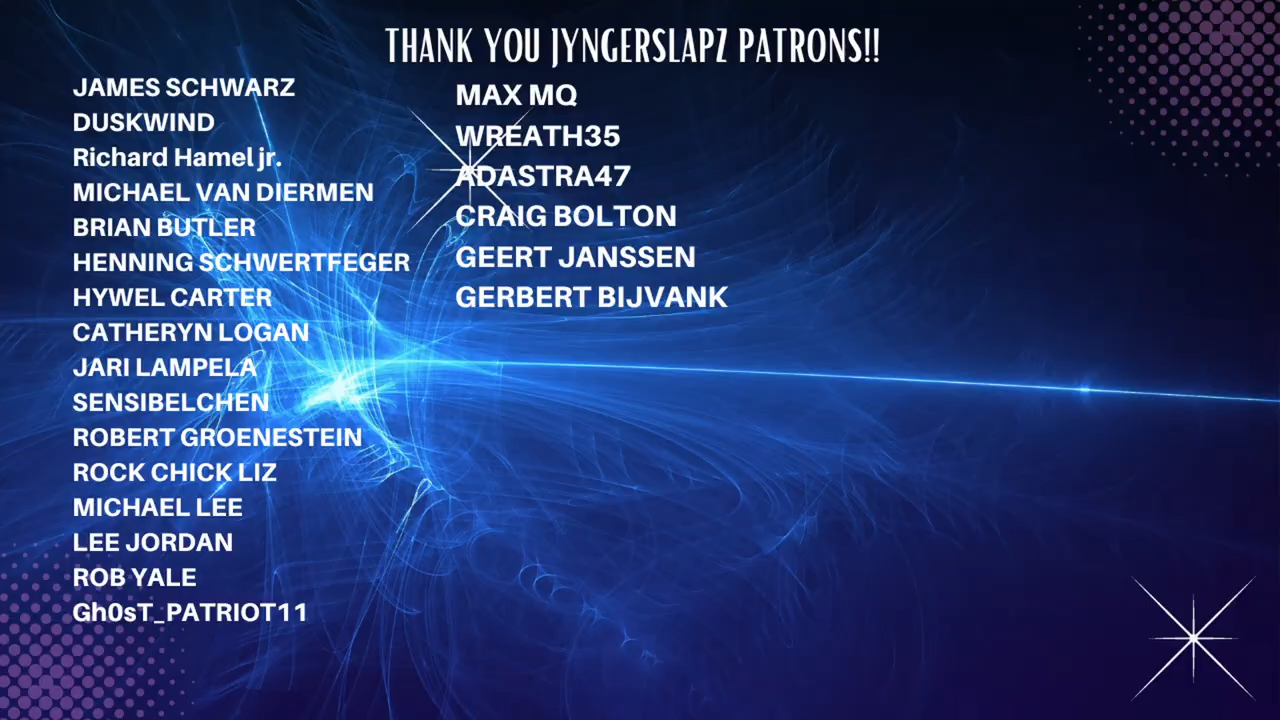 THANK YOU JYNGERSLAPZ PATRONS!!
JAMES SCHWARZ
DUSKWIND
Richard Hamel jr.
MICHAEL VAN DIERMEN
BRIAN BUTLER
HENNING SCHWERTFEGER
HYWEL CARTER
CATHERYN LOGAN
JARI LAMPELA
SENSIBELCHEN
ROBERT GROENESTEIN
ROCK CHICK LIZ
MICHAEL LEE
LEE JORDAN
ROB YALE
Gh0sT_PATRIOT11
MAX MQ
WREATH35
ADASTRA47
CRAIG BOLTON
GEERT JANSSEN
GERBERT BIJVANK